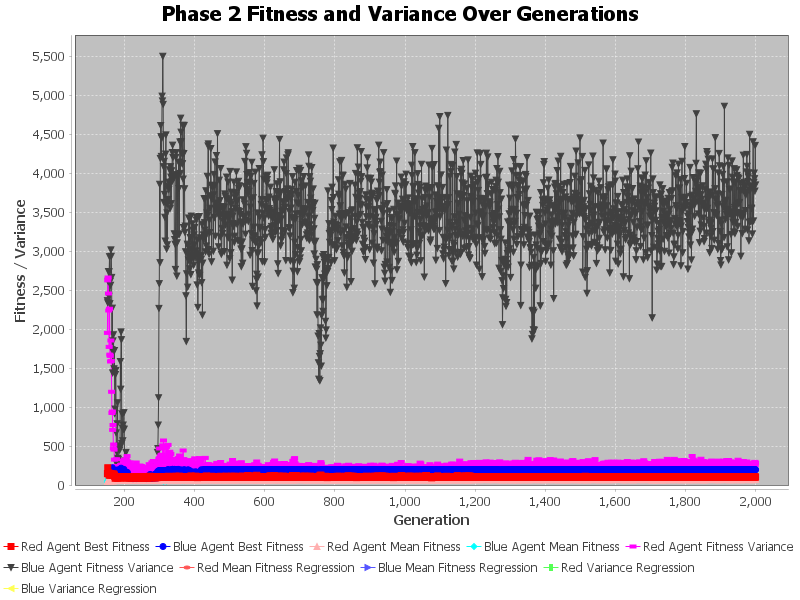 Phase 2 Fitness and Variance Over Generations
Fitness / Variance
5,500
5,000
4,500
4,000
3,500
3,000
2,500
2,000
1,500
1,000
500
0
200 400 600 800 1,000 1,200 1,400 1,600 1,800 2,000
Generation
Red Agent Best Fitness Blue Agent Best Fitness Red Agent Mean Fitness Blue Agent Mean Fitness Red Agent Fitness Variance
Blue Agent Fitness Variance Red Mean Fitness Regression Blue Mean Fitness Regression Red Variance Regression
Blue Variance Regression